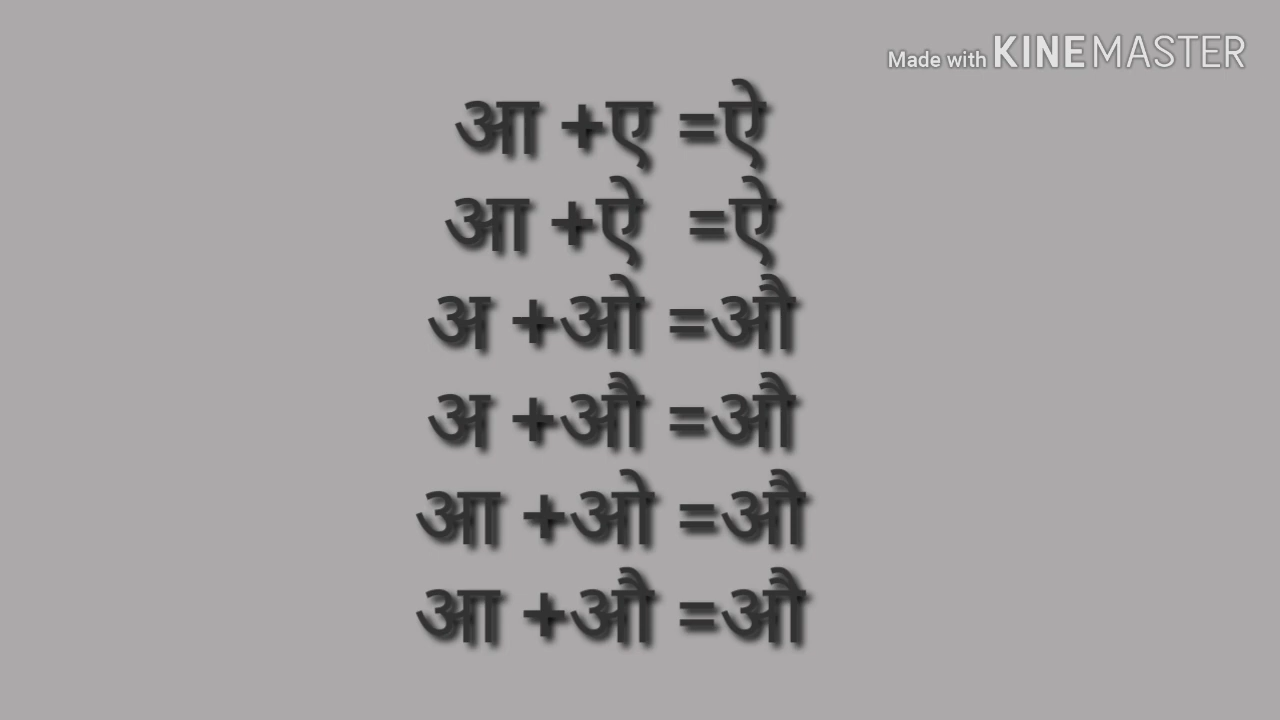 Made with KINEMASTER
आ +ए =ऐ
आ +ऐ =ऐ
अ +ओ =औ
अ +औ =औ
आ +ओ =औ
आ +औ =औ